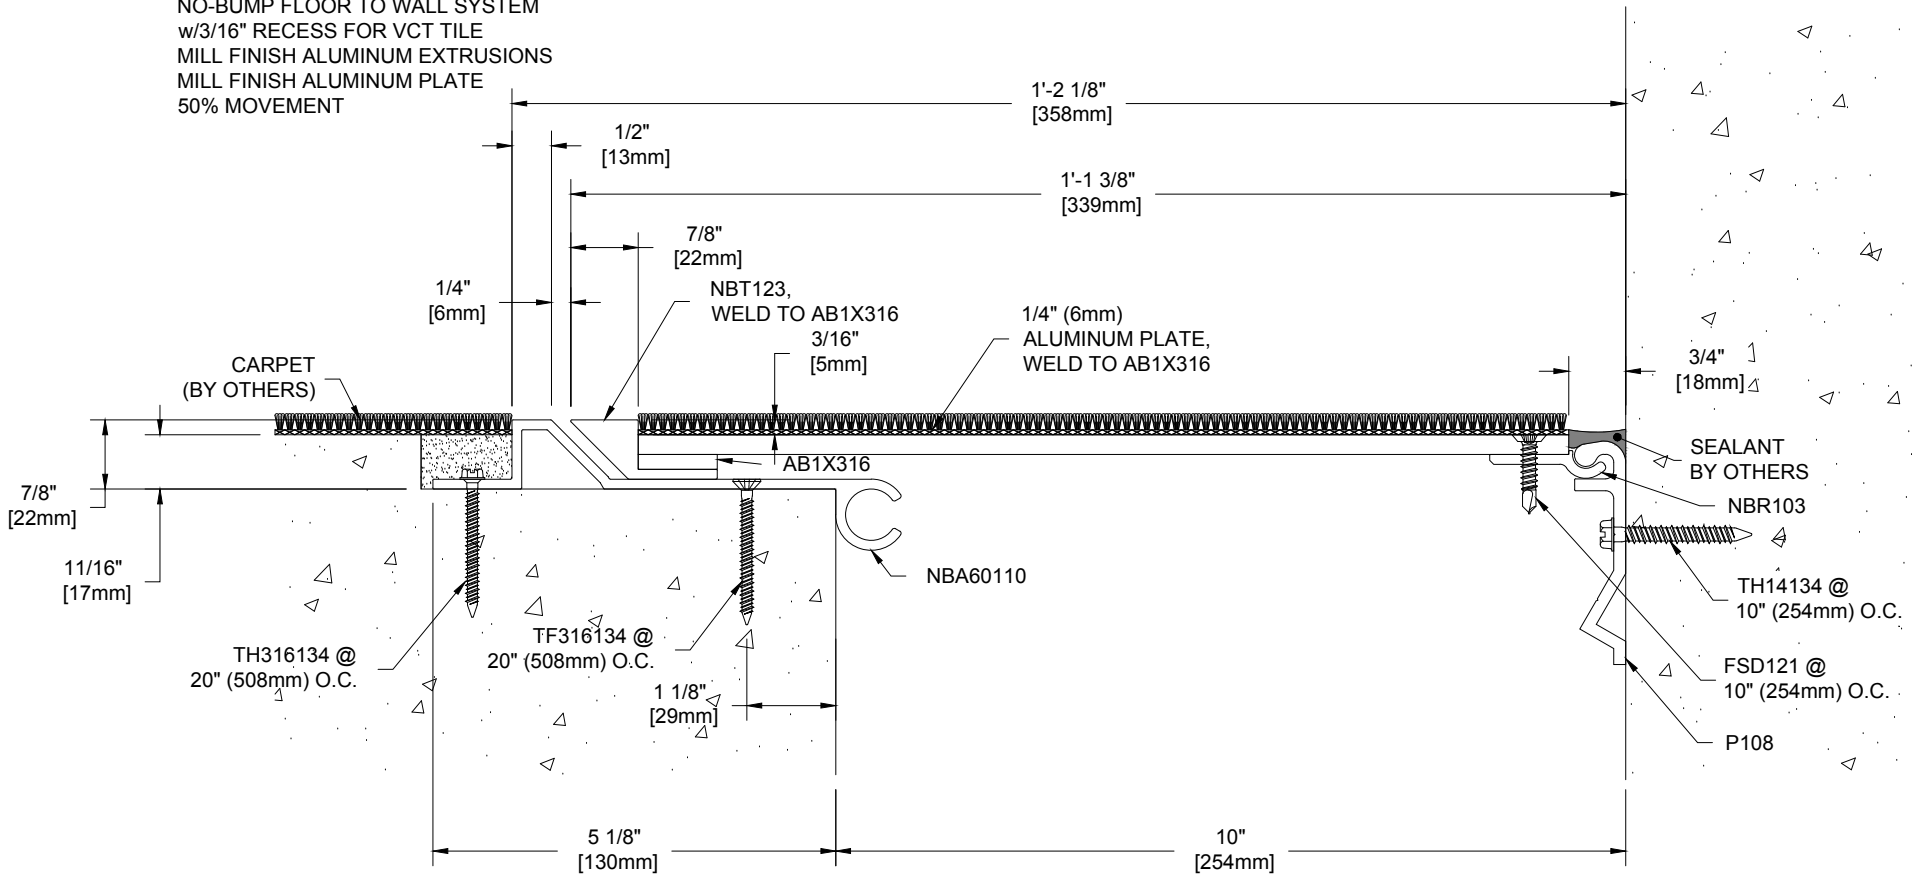 NO-BUMP FLOOR TO WALL SYSTEM
w/3/16" RECESS FOR VCT TILE
MILL FINISH ALUMINUM EXTRUSIONS
MILL FINISH ALUMINUM PLATE
50% MOVEMENT
1'-2 1/8"
[358mm]
1/2"
[13mm]
1'-1 3/8"
[339mm]
7/8"
[22mm]
1/4"
[6mm]
NBT123,
WELD TO AB1X316
3/16"
[5mm]
1/4" (6mm)
ALUMINUM PLATE,
WELD TO AB1X316
3/4"
[18mm]
CARPET
(BY OTHERS)
AB1X316
SEALANT
BY OTHERS
NBR103
7/8"
[22mm]
11/16"
[17mm]
NBA60110
TH14134 @
10" (254mm) O.C.
TH316134 @
20" (508mm) O.C.
TF316134 @
20" (508mm) O.C.
FSD121 @
10" (254mm) O.C.
1 1/8"
[29mm]
P108
5 1/8"
[130mm]
10"
[254mm]